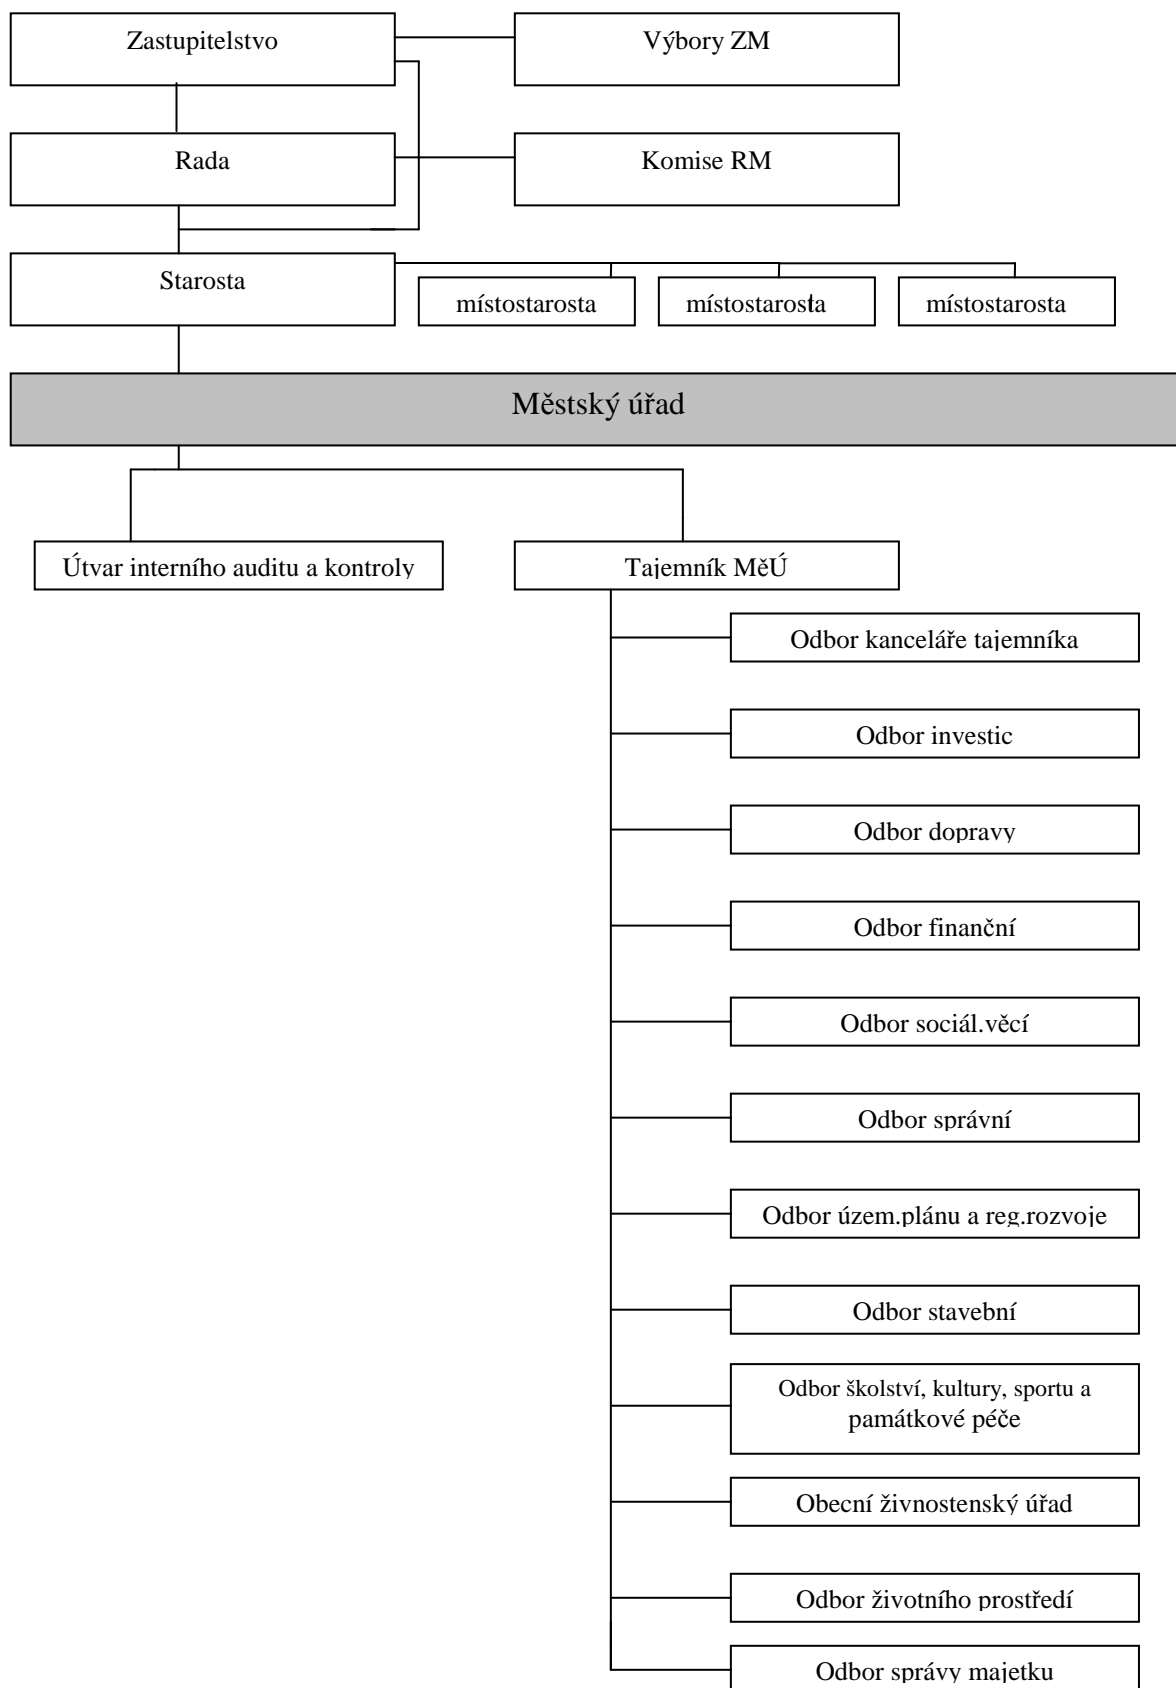 Zastupitelstvo
Výbory ZM
Rada
Komise RM
Starosta
místostarosta
místostarosta
místostarosta
Městský úřad
Útvar interního auditu a kontroly
Tajemník MěÚ
Odbor kanceláře tajemníka
Odbor investic
Odbor dopravy
Odbor finanční
Odbor sociál.věcí
Odbor správní
Odbor územ.plánu a reg.rozvoje
Odbor stavební
Odbor školství, kultury, sportu a
památkové péče
Obecní živnostenský úřad
Odbor životního prostředí
Odbor správy majetku